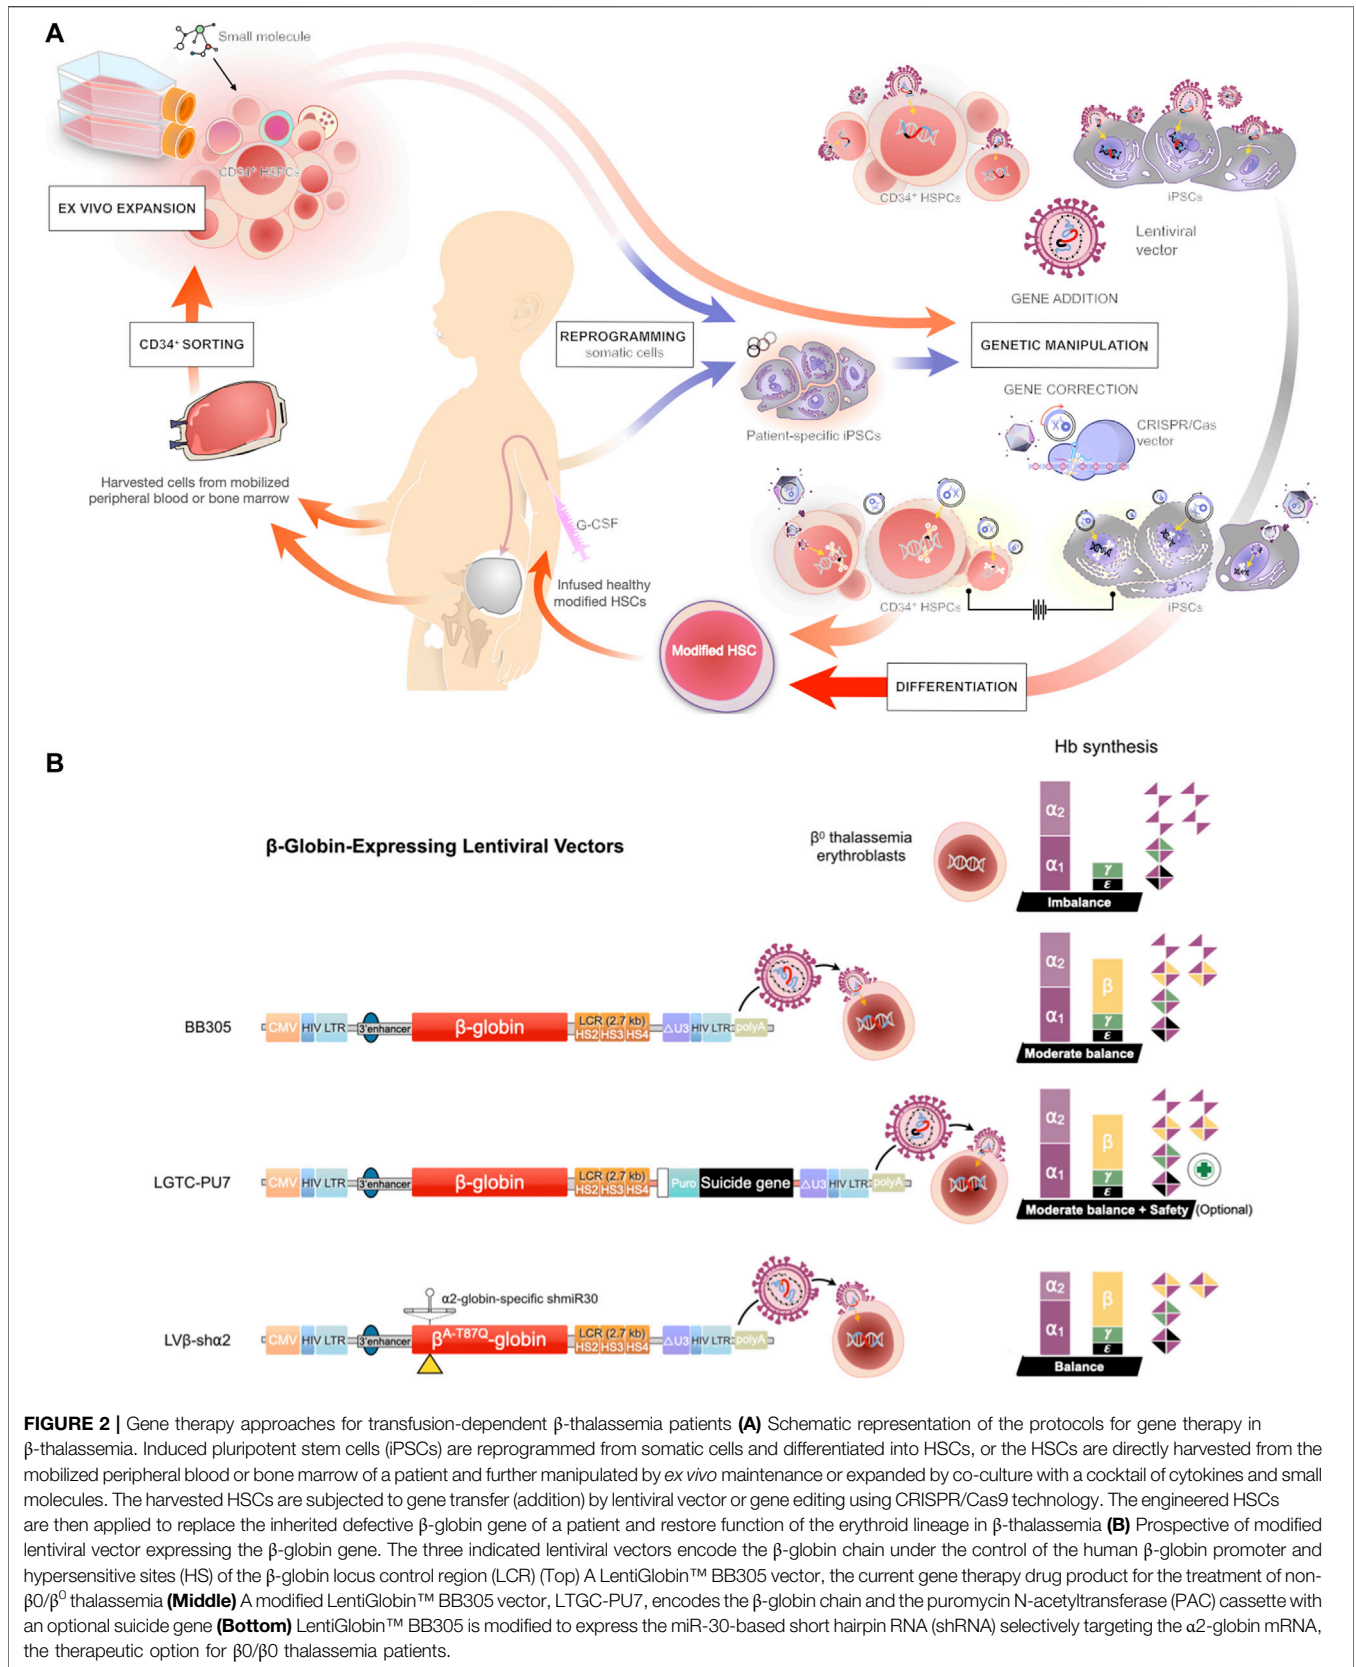 A
Small molecule
CD34⁺ HSPCs
EX VIVO EXPANSION
CD34⁺ SORTING
Harvested cells from mobilized
peripheral blood or bone marrow
REPROGRAMMING
somatic cells
Patient-specific iPSCs
G-CSF
Infused healthy
modified HSCs
CD34⁺ HSPCs
iPSCs
Lentiviral
vector
GENE ADDITION
GENETIC MANIPULATION
GENE CORRECTION
CRISPR/Cas
vector
CD34⁺ HSPCs
iPSCs
Modified HSC
DIFFERENTIATION
B
Hb synthesis
β-Globin-Expressing Lentiviral Vectors
β⁰ thalassemia
erythroblasts
α₂
α₁
γ
ε
Imbalance
BB305
CMV HIV LTR 3'enhancer β-globin LCR (2.7 kb) HS2 HS3 HS4 △U3 HIV LTR polyA
α₂
α₁
β
γ
ε
Moderate balance
LGTC-PU7
CMV HIV LTR 3'enhancer β-globin LCR (2.7 kb) HS2 HS3 HS4 Puro Suicide gene △U3 HIV LTR polyA
α₂
α₁
β
γ
ε
Moderate balance + Safety (Optional)
α2-globin-specific shmiR30
LVβ-shα2
CMV HIV LTR 3'enhancer βᴬ⁻ᵀ⁸⁷Q-globin LCR (2.7 kb) HS2 HS3 HS4 △U3 HIV LTR polyA
α₂
α₁
β
γ
ε
Balance
FIGURE 2 | Gene therapy approaches for transfusion-dependent β-thalassemia patients (A) Schematic representation of the protocols for gene therapy in
β-thalassemia. Induced pluripotent stem cells (iPSCs) are reprogrammed from somatic cells and differentiated into HSCs, or the HSCs are directly harvested from the
mobilized peripheral blood or bone marrow of a patient and further manipulated by ex vivo maintenance or expanded by co-culture with a cocktail of cytokines and small
molecules. The harvested HSCs are subjected to gene transfer (addition) by lentiviral vector or gene editing using CRISPR/Cas9 technology. The engineered HSCs
are then applied to replace the inherited defective β-globin gene of a patient and restore function of the erythroid lineage in β-thalassemia (B) Prospective of modified
lentiviral vector expressing the β-globin gene. The three indicated lentiviral vectors encode the β-globin chain under the control of the human β-globin promoter and
hypersensitive sites (HS) of the β-globin locus control region (LCR) (Top) A LentiGlobin™ BB305 vector, the current gene therapy drug product for the treatment of non-
β0/β⁰ thalassemia (Middle) A modified LentiGlobin™ BB305 vector, LTGC-PU7, encodes the β-globin chain and the puromycin N-acetyltransferase (PAC) cassette with
an optional suicide gene (Bottom) LentiGlobin™ BB305 is modified to express the miR-30-based short hairpin RNA (shRNA) selectively targeting the α2-globin mRNA,
the therapeutic option for β0/β0 thalassemia patients.